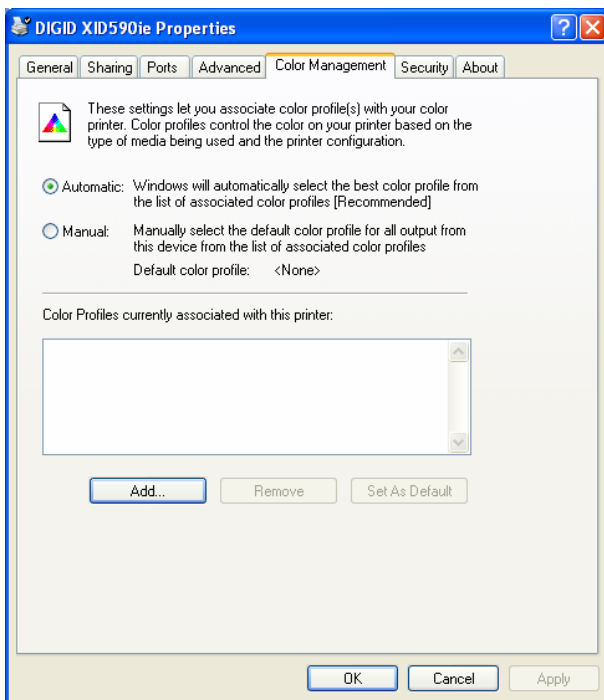 DIGID XID590ie Properties
General Sharing Ports Advanced Color Management Security About
These settings let you associate color profile(s) with your color
printer. Color profiles control the color on your printer based on the
type of media being used and the printer configuration.
Automatic: Windows will automatically select the best color profile from
the list of associated color profiles [Recommended]
Manual: Manually select the default color profile for all output from
this device from the list of associated color profiles
Default color profile: <None>
Color Profiles currently associated with this printer:
Add... Remove Set As Default
OK Cancel Apply